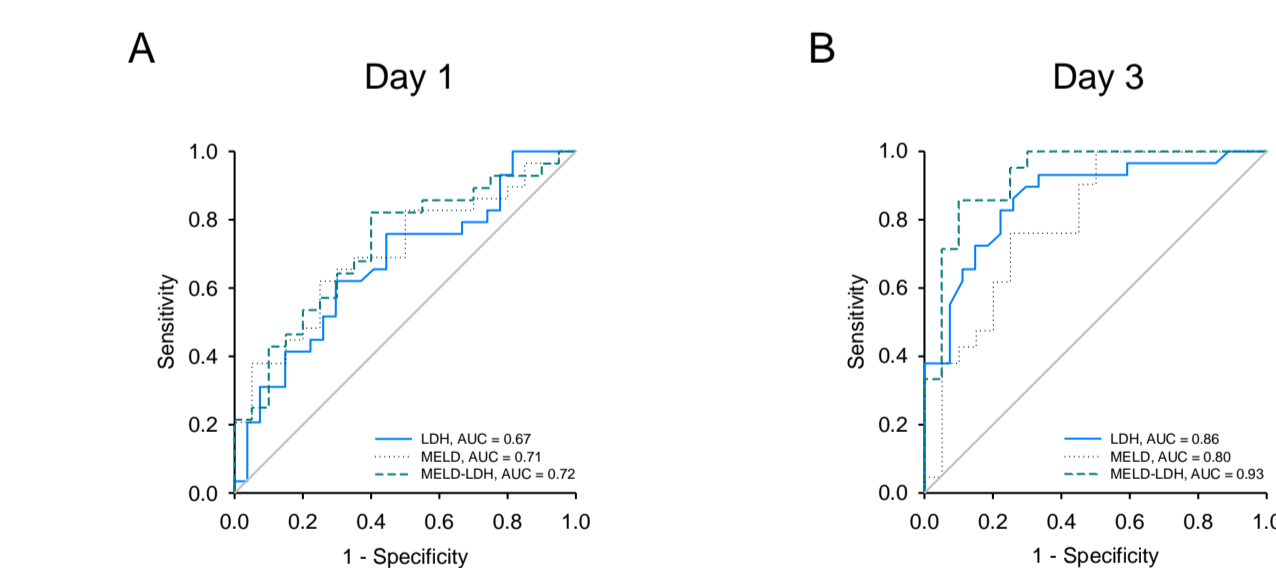 A
Day 1
1.0
0.8
0.6
0.4
0.2
0.0
Sensitivity
LDH, AUC = 0.67
MELD, AUC = 0.71
MELD-LDH, AUC = 0.72
0.0 0.2 0.4 0.6 0.8 1.0
1 - Specificity
B
Day 3
1.0
0.8
0.6
0.4
0.2
0.0
Sensitivity
LDH, AUC = 0.86
MELD, AUC = 0.80
MELD-LDH, AUC = 0.93
0.0 0.2 0.4 0.6 0.8 1.0
1 - Specificity